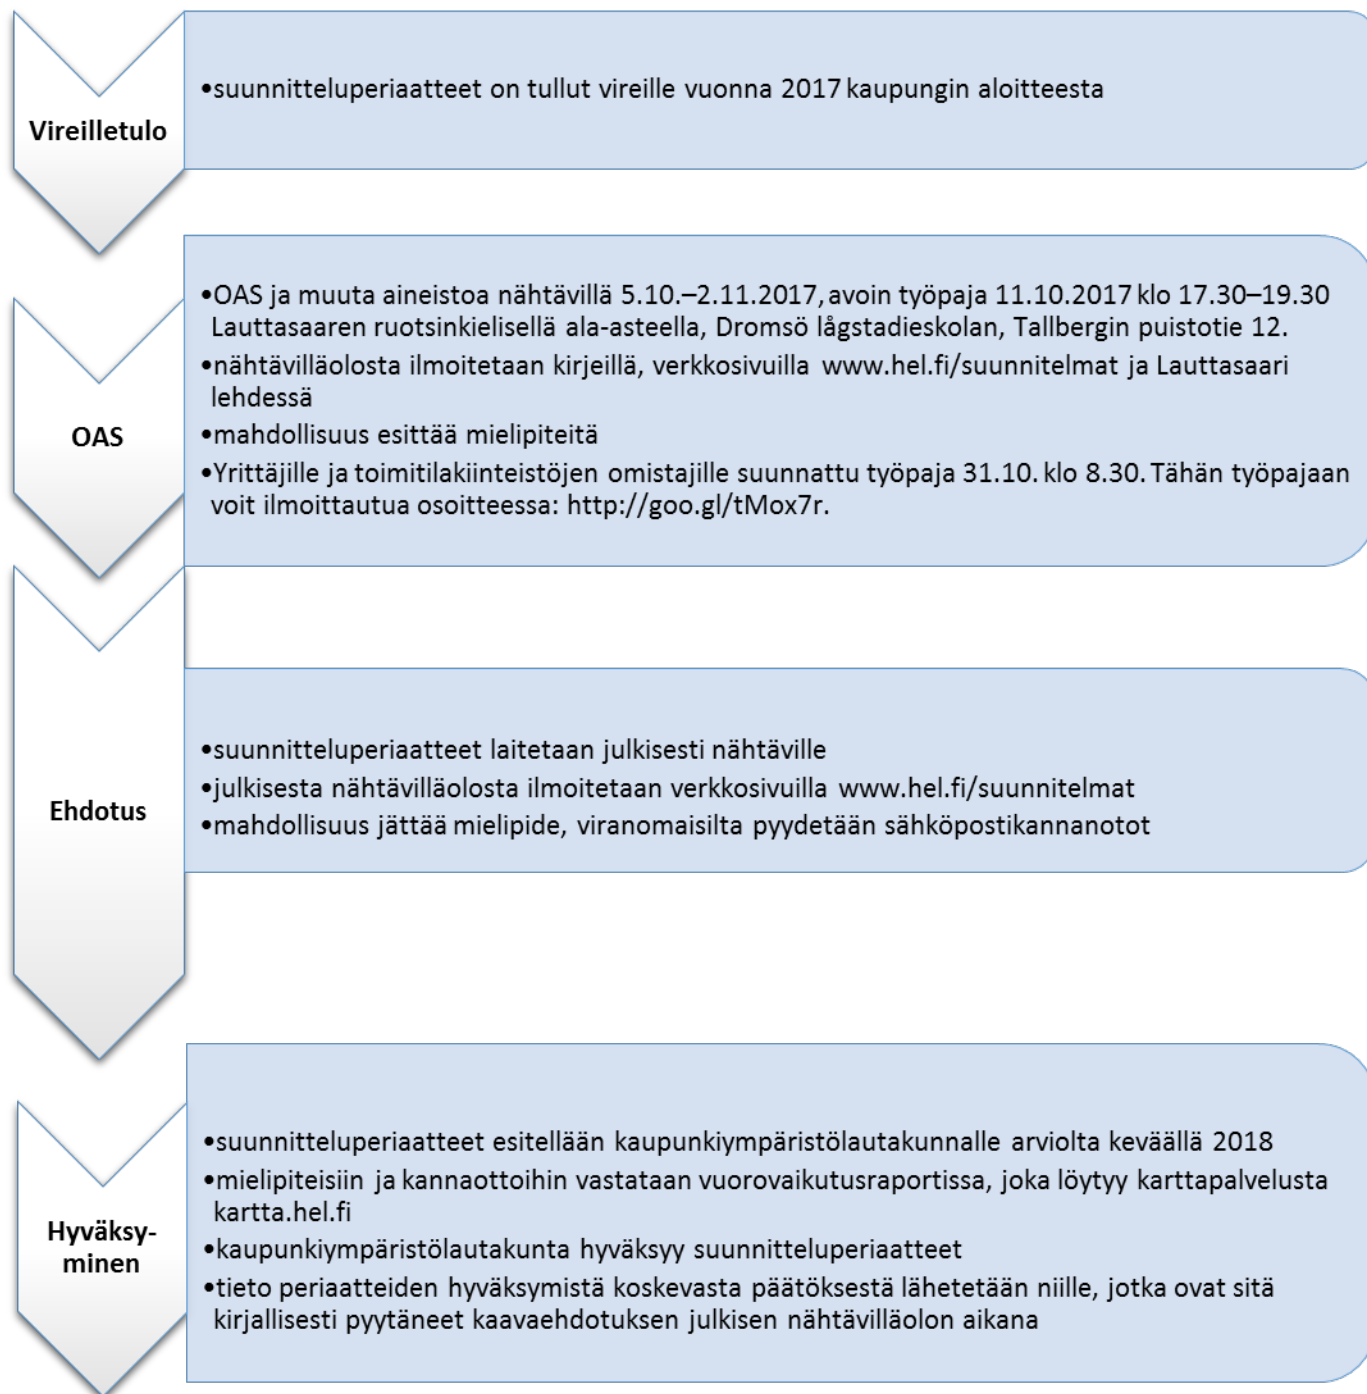 Vireilletulo
•suunnitteluperiaatteet on tullut vireille vuonna 2017 kaupungin aloitteesta
OAS
•OAS ja muuta aineistoa nähtävillä 5.10.–2.11.2017, avoin työpaja 11.10.2017 klo 17.30–19.30
Lauttasaaren ruotsinkielisellä ala-asteella, Dromsö lågstadieskolan, Tallbergin puistotie 12.
•nähtävilläolosta ilmoitetaan kirjeillä, verkkosivuilla www.hel.fi/suunnitelmat ja Lauttasaari
lehdessä
•mahdollisuus esittää mielipiteitä
•Yrittäjille ja toimitilakiinteistöjen omistajille suunnattu työpaja 31.10. klo 8.30. Tähän työpajaan
voit ilmoittautua osoitteessa: http://goo.gl/tMox7r.
Ehdotus
•suunnitteluperiaatteet laitetaan julkisesti nähtäville
•julkisesta nähtävilläolosta ilmoitetaan verkkosivuilla www.hel.fi/suunnitelmat
•mahdollisuus jättää mielipide, viranomaisilta pyydetään sähköpostikannanotot
Hyväksy-
minen
•suunnitteluperiaatteet esitellään kaupunkiympäristölautakunnalle arviolta keväällä 2018
•mielipiteisiin ja kannaottoihin vastataan vuorovaikutusraportissa, joka löytyy karttapalvelusta
kartta.hel.fi
•kaupunkiympäristölautakunta hyväksyy suunnitteluperiaatteet
•tieto periaatteiden hyväksymistä koskevasta päätöksestä lähetetään niille, jotka ovat sitä
kirjallisesti pyytäneet kaavaehdotuksen julkisen nähtävilläolon aikana